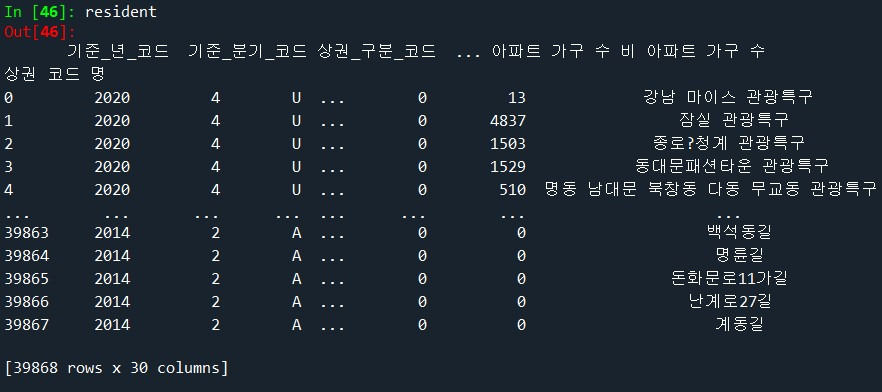 In [46]: resident
Out[46]:
기준_년_코드 기준_분기_코드 상권_구분_코드 ... 아파트 가구 수 비 아파트 가구 수
상권 코드 명
0 2020 4 U ... 0 13 강남 마이스 관광특구
1 2020 4 U ... 0 4837 잠실 관광특구
2 2020 4 U ... 0 1503 종로?청계 관광특구
3 2020 4 U ... 0 1529 동대문패션타운 관광특구
4 2020 4 U ... 0 510 명동 남대문 북창동 다동 무교동 관광특구
... ... ... ... ... ... ... ...
39863 2014 2 A ... 0 0 백석동길
39864 2014 2 A ... 0 0 명륜길
39865 2014 2 A ... 0 0 돈화문로11가길
39866 2014 2 A ... 0 0 난계로27길
39867 2014 2 A ... 0 0 계동길
[39868 rows x 30 columns]